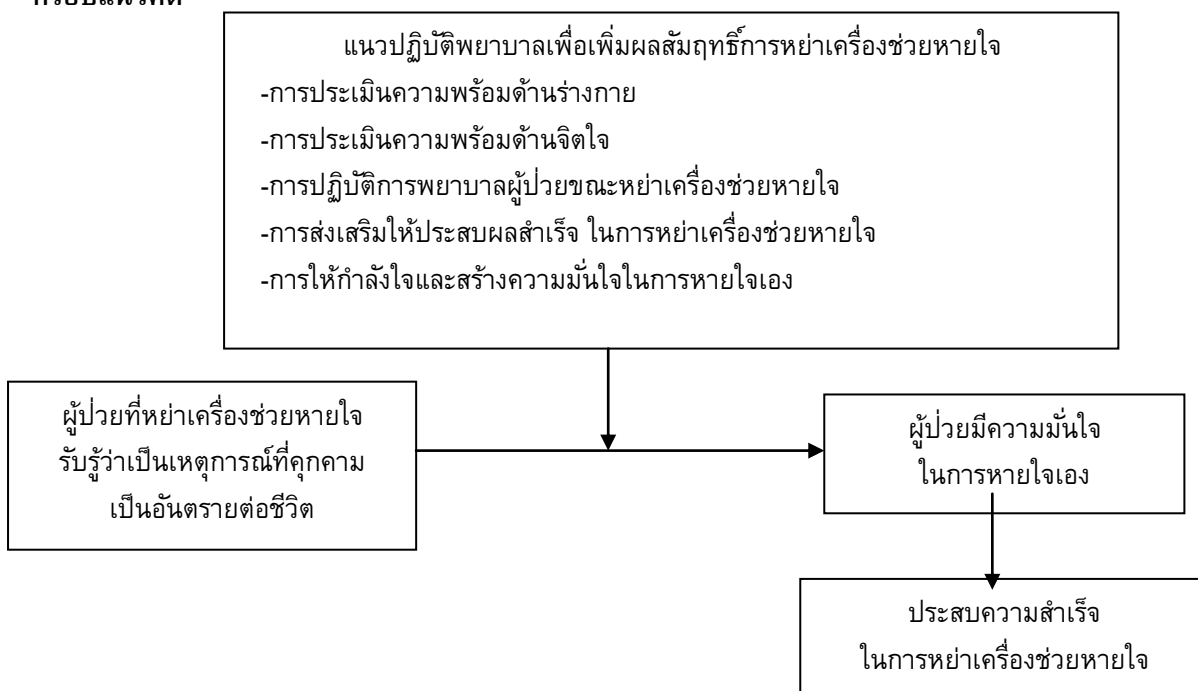 แนวปฏิบัติพยาบาลเพื่อเพิ่มผลสัมฤทธิ์การหย่าเครื่องช่วยหายใจ
-การประเมินความพร้อมด้านร่างกาย
-การประเมินความพร้อมด้านจิตใจ
-การปฏิบัติการพยาบาลผู้ป่วยขณะหย่าเครื่องช่วยหายใจ
-การส่งเสริมให้ประสบผลสำเร็จ ในการหย่าเครื่องช่วยหายใจ
-การให้กำลังใจและสร้างความมั่นใจในการหายใจเอง
ผู้ป่วยที่หย่าเครื่องช่วยหายใจ
รับรู้ว่าเป็นเหตุการณ์ที่คุกคาม
เป็นอันตรายต่อชีวิต
ผู้ป่วยมีความมั่นใจ
ในการหายใจเอง
ประสบความสำเร็จ
ในการหย่าเครื่องช่วยหายใจ